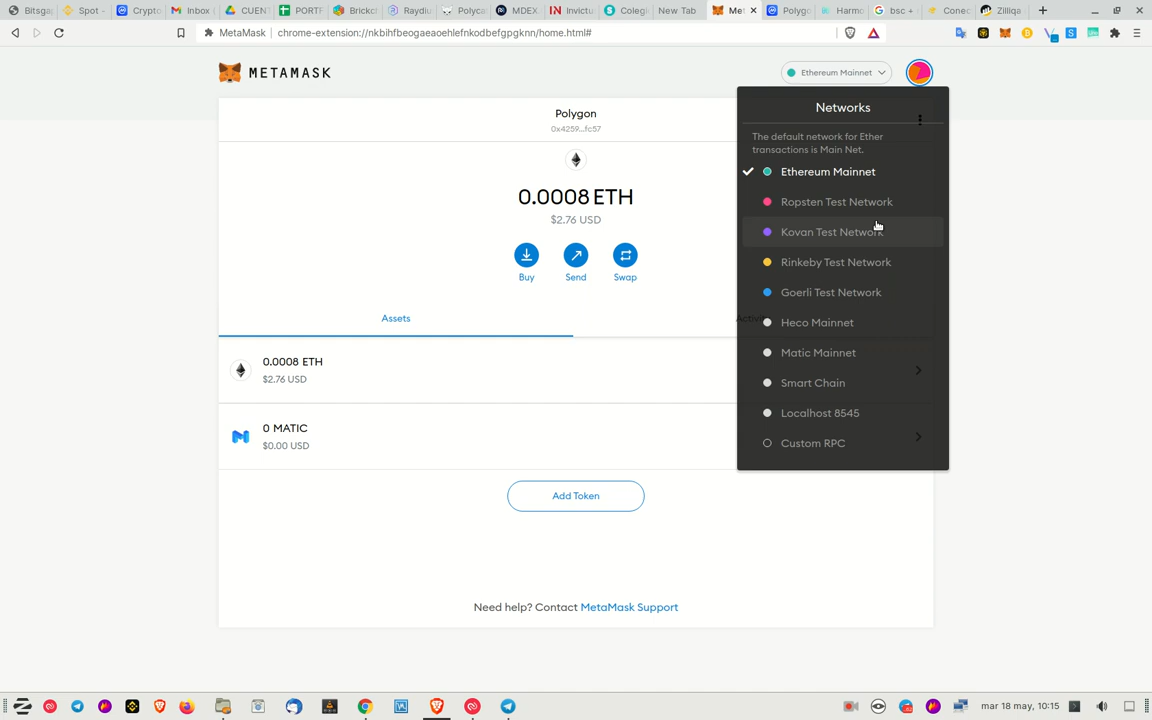 Bitsga
Spot -
Crypto
Inbox (
CUENT
PORTF
Brickch
Raydiu
Polyca
MDEX.
Invictu
Colegi
New Tab
Met
Polygo
Harmo
bsc +
Conec
Zilliqa
MetaMask
chrome-extension://nkbihfbeogaeaoehlefnkodbefgpgknn/home.html#
METAMASK
Ethereum Mainnet
Polygon
0x4259...fc57
0.0008 ETH
$2.76 USD
Buy
Send
Swap
Assets
0.0008 ETH
$2.76 USD
0 MATIC
$0.00 USD
Add Token
Need help? Contact MetaMask Support
Networks
The default network for Ether
transactions is Main Net.
Ethereum Mainnet
Ropsten Test Network
Kovan Test Network
Rinkeby Test Network
Goerli Test Network
Heco Mainnet
Matic Mainnet
Smart Chain
Localhost 8545
Custom RPC
mar 18 may, 10:15